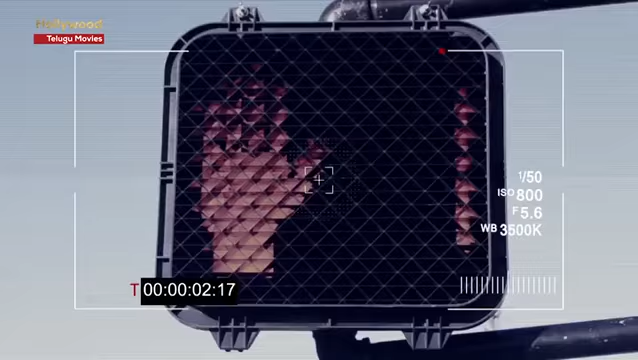 Hollywood
Telugu Movies
1/50
ISO 800
F 5.6
WB 3500K
T 00:00:02:17